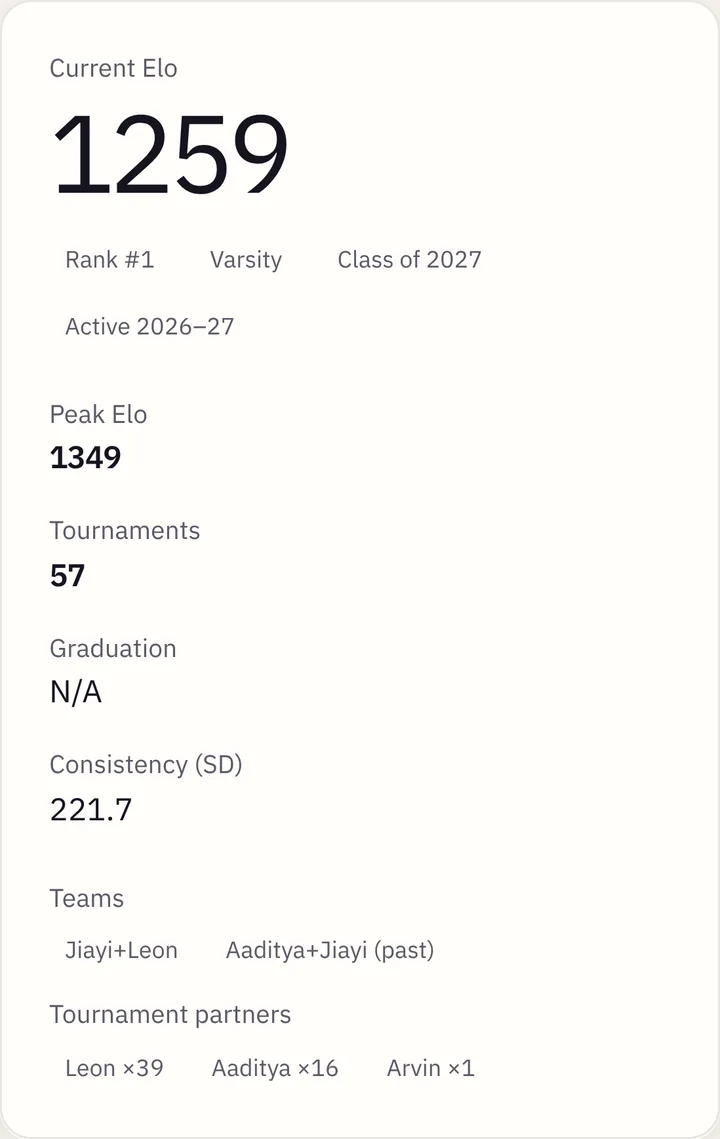 Current Elo
1259
Rank #1 Varsity Class of 2027
Active 2026–27
Peak Elo
1349
Tournaments
57
Graduation
N/A
Consistency (SD)
221.7
Teams
Jiayi+Leon Aaditya+Jiayi (past)
Tournament partners
Leon ×39 Aaditya ×16 Arvin ×1